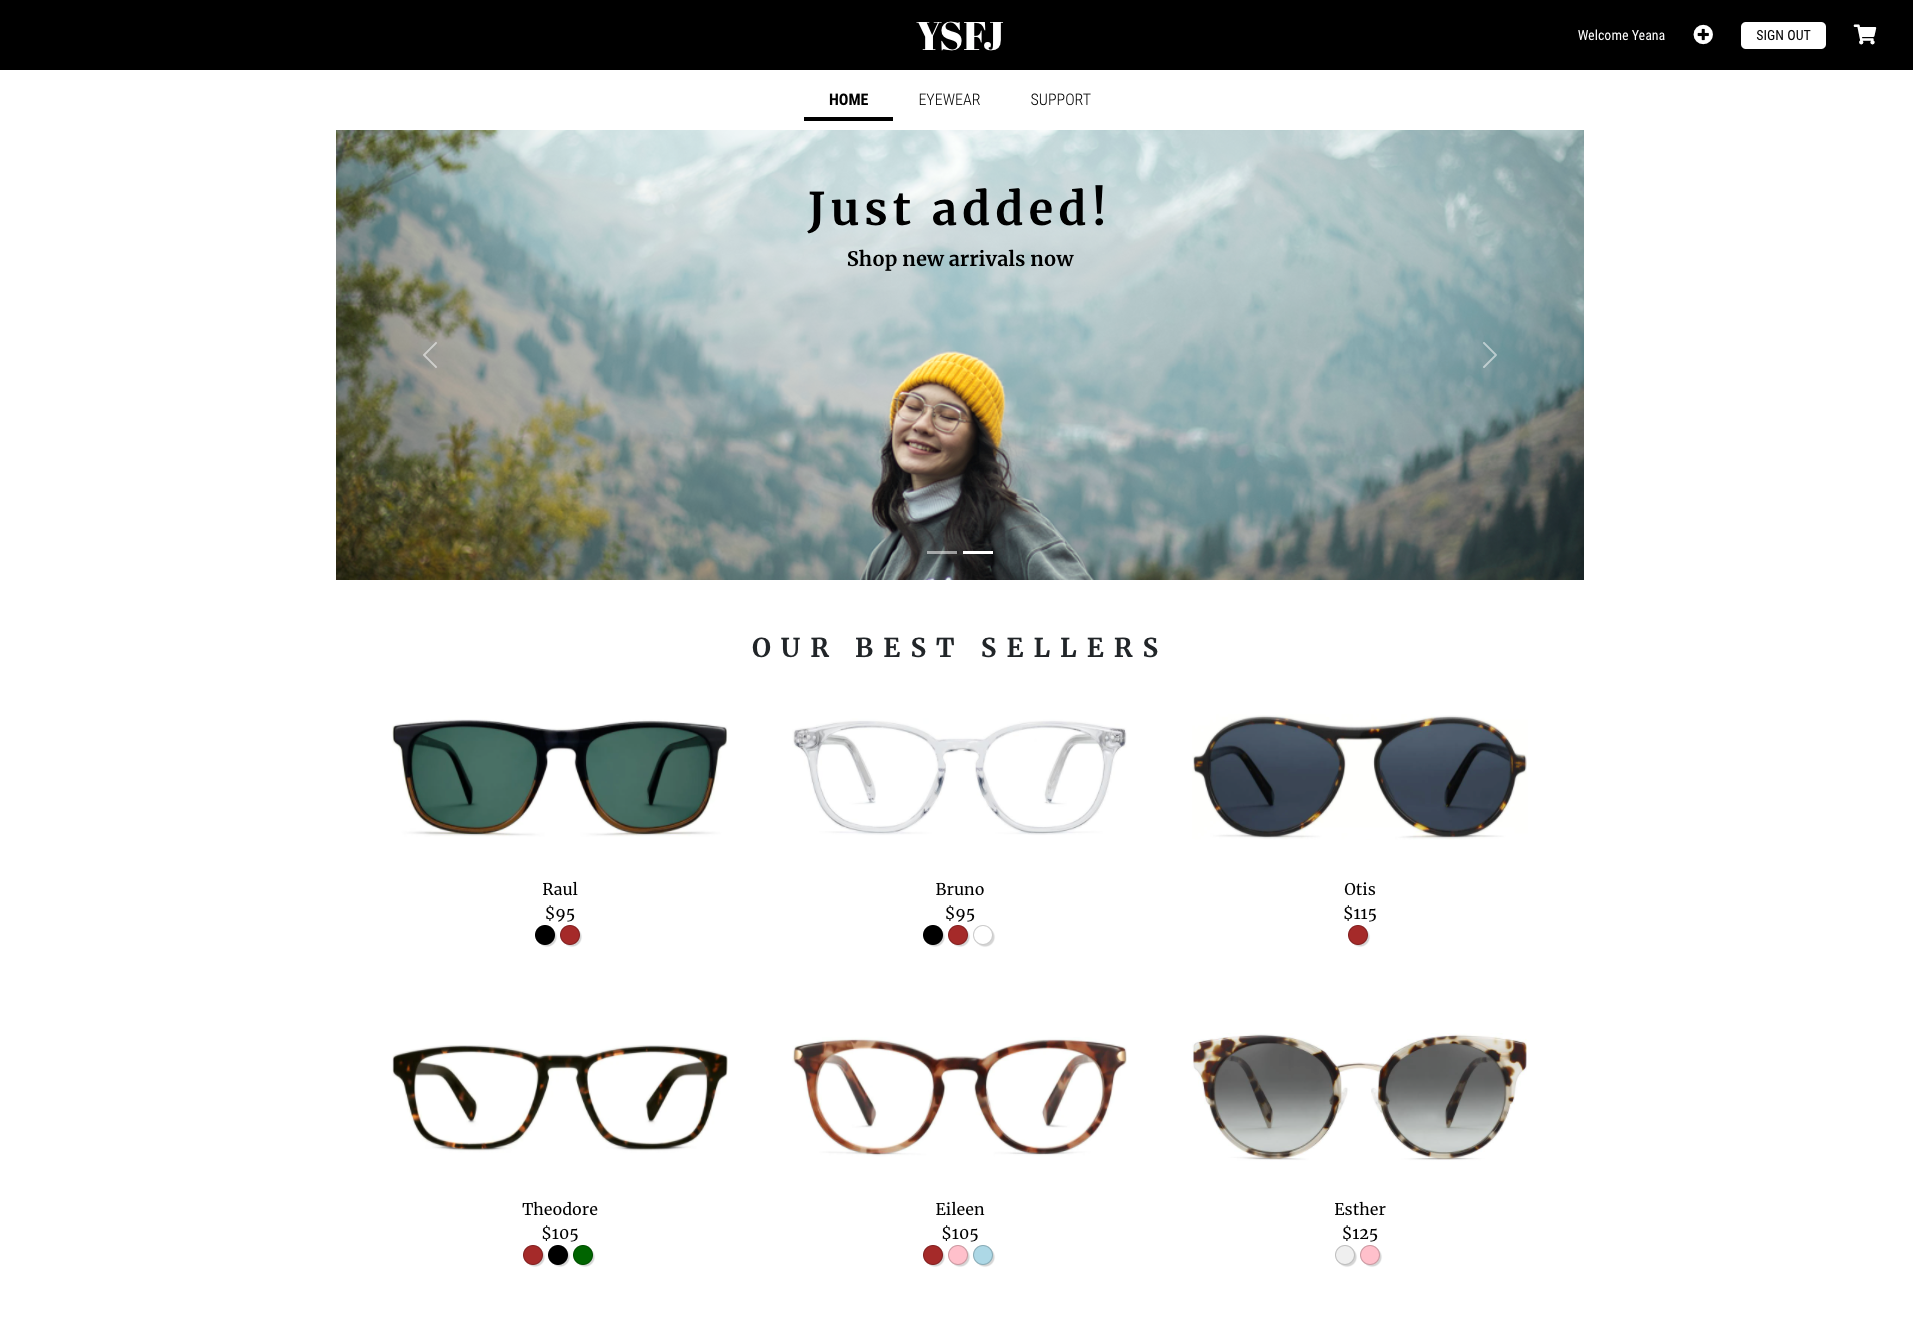 YSFJ
Welcome Yeana
SIGN OUT
HOME
EYEWEAR
SUPPORT
Just added!
Shop new arrivals now
OUR BEST SELLERS
Raul
$95
Bruno
$95
Otis
$115
Theodore
$105
Eileen
$105
Esther
$125